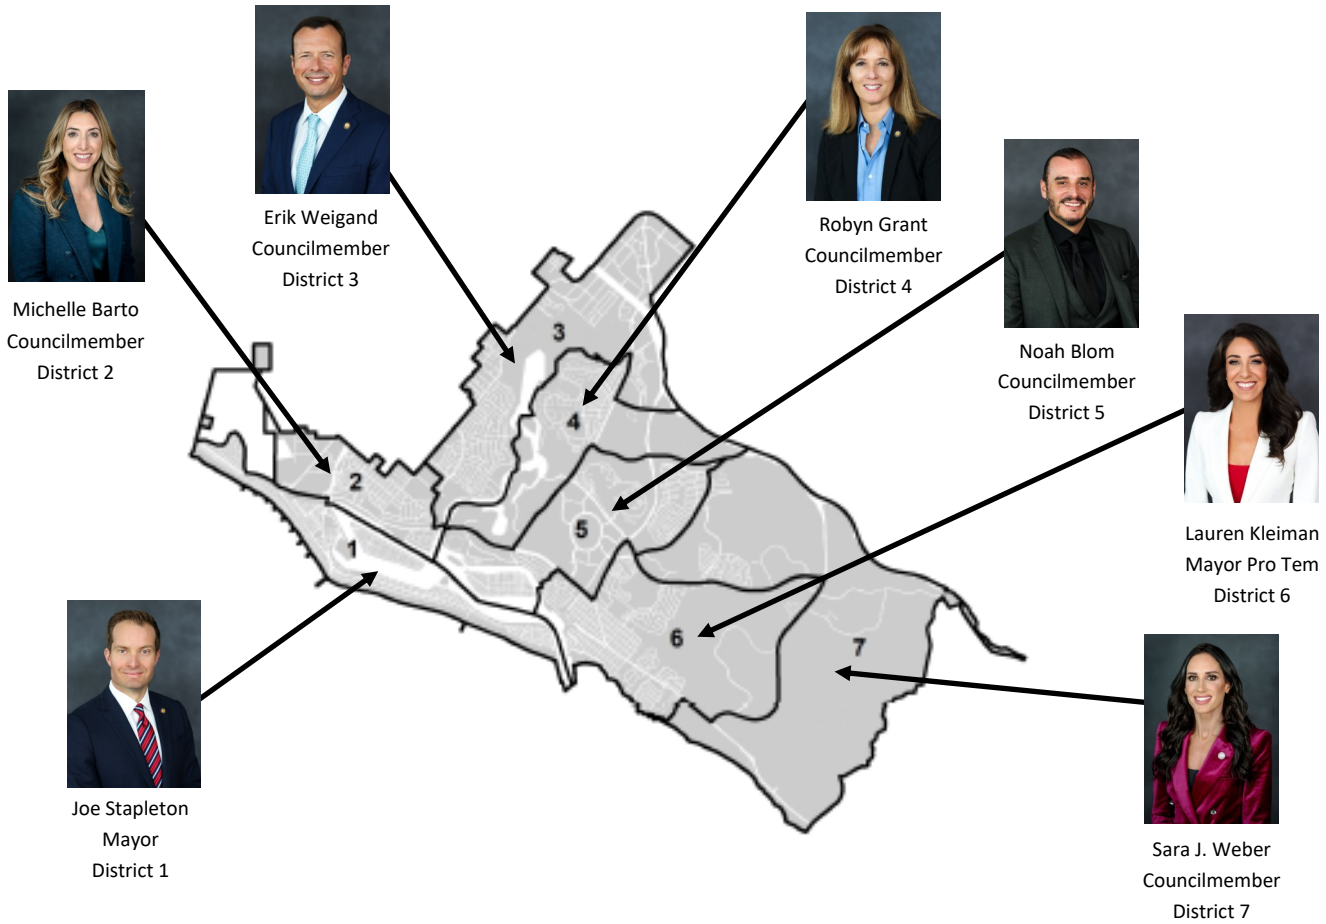 Erik Weigand
Councilmember
District 3
Robyn Grant
Councilmember
District 4
Michelle Barto
Councilmember
District 2
Noah Blom
Councilmember
District 5
Lauren Kleiman
Mayor Pro Tem
District 6
Joe Stapleton
Mayor
District 1
Sara J. Weber
Councilmember
District 7
3
4
2
5
1
6
7